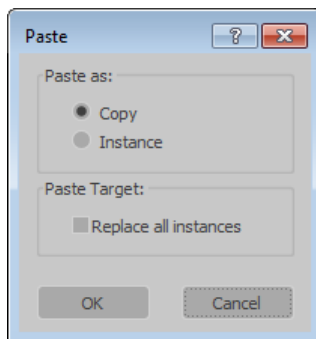 Paste
?
Paste as:
Copy
Instance
Paste Target:
Replace all instances
OK
Cancel